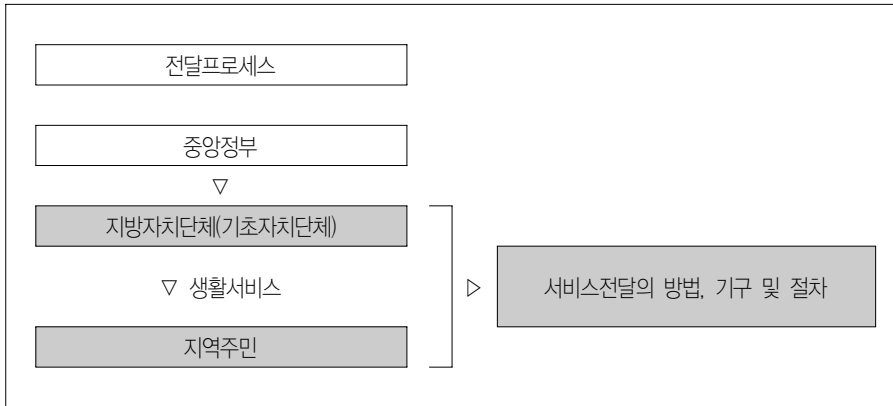 전달프로세스
중앙정부
▽
지방자치단체(기초자치단체)
▽ 생활서비스
▷
서비스전달의 방법, 기구 및 절차
지역주민